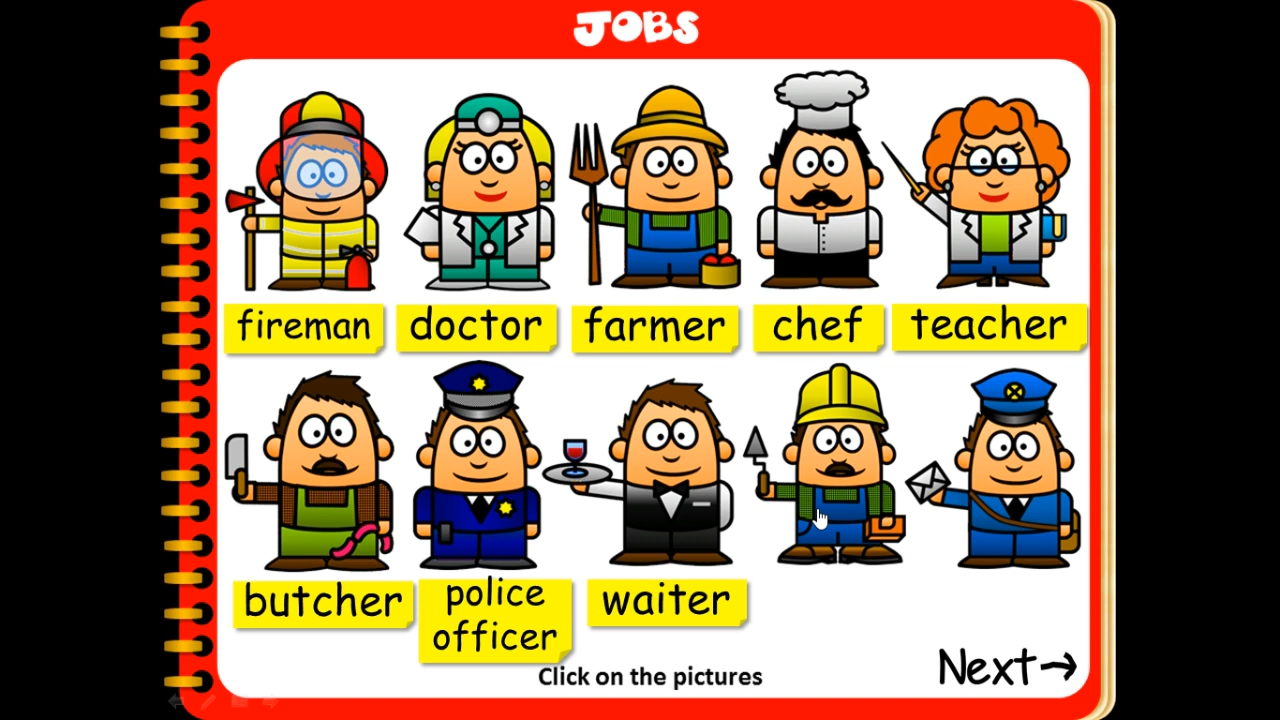 JOBS
fireman
doctor
farmer
chef
teacher
butcher
police
officer
waiter
Click on the pictures
Next→